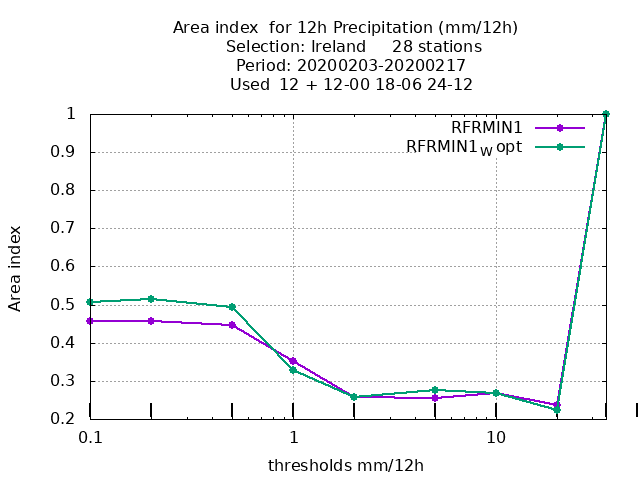 Area index  for 12h Precipitation (mm/12h)
Selection: Ireland     28 stations
Period: 20200203-20200217
Used  12 + 12-00 18-06 24-12
RFRMIN1
RFRMIN1W opt
1
0.9
0.8
0.7
0.6
0.5
0.4
0.3
0.2
Area index
0.1
1
10
thresholds mm/12h